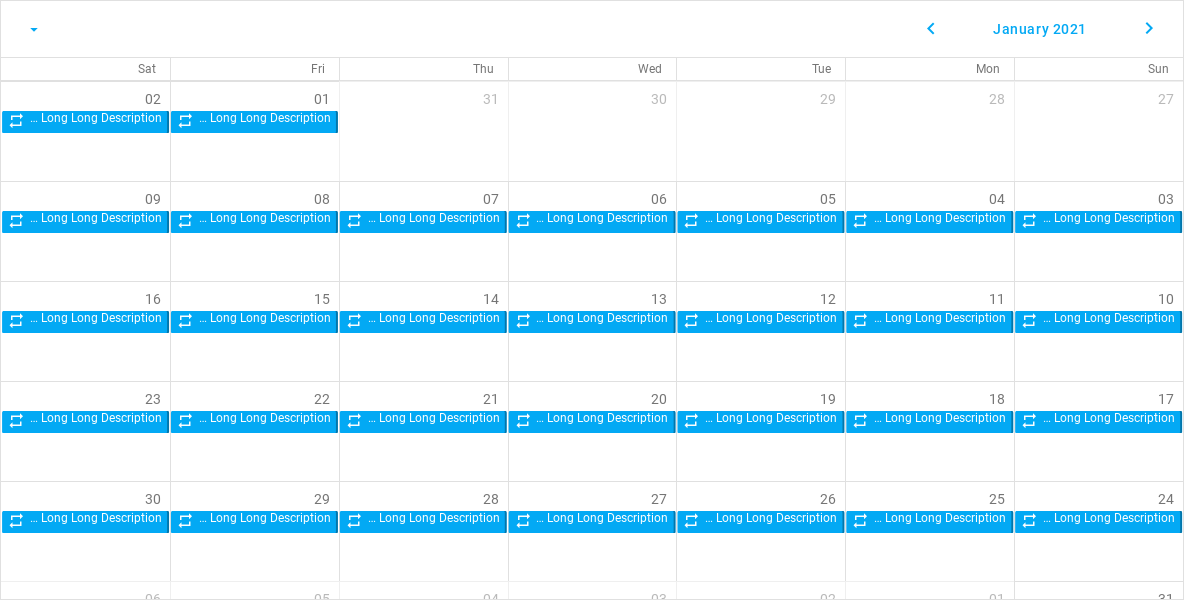 January 2021
Sat Fri Thu Wed Tue Mon Sun
02 01 31 30 29 28 27
... Long Long Description ... Long Long Description
09 08 07 06 05 04 03
... Long Long Description ... Long Long Description ... Long Long Description ... Long Long Description ... Long Long Description ... Long Long Description ... Long Long Description
16 15 14 13 12 11 10
... Long Long Description ... Long Long Description ... Long Long Description ... Long Long Description ... Long Long Description ... Long Long Description ... Long Long Description
23 22 21 20 19 18 17
... Long Long Description ... Long Long Description ... Long Long Description ... Long Long Description ... Long Long Description ... Long Long Description ... Long Long Description
30 29 28 27 26 25 24
... Long Long Description ... Long Long Description ... Long Long Description ... Long Long Description ... Long Long Description ... Long Long Description ... Long Long Description
06 05 04 03 02 01 31